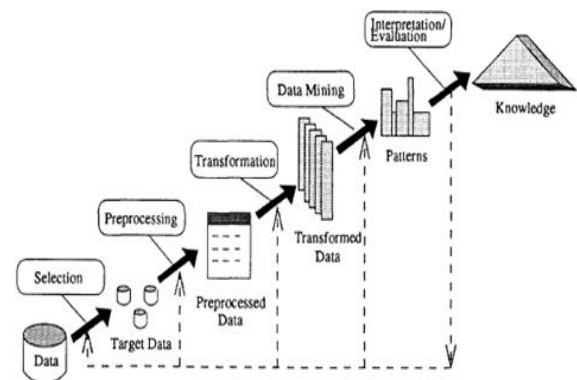 Interpretation/
Evaluation
Data Mining
Knowledge
Transformation
Patterns
Preprocessing
Transformed
Data
Selection
Preprocessed
Data
Target Data
Data